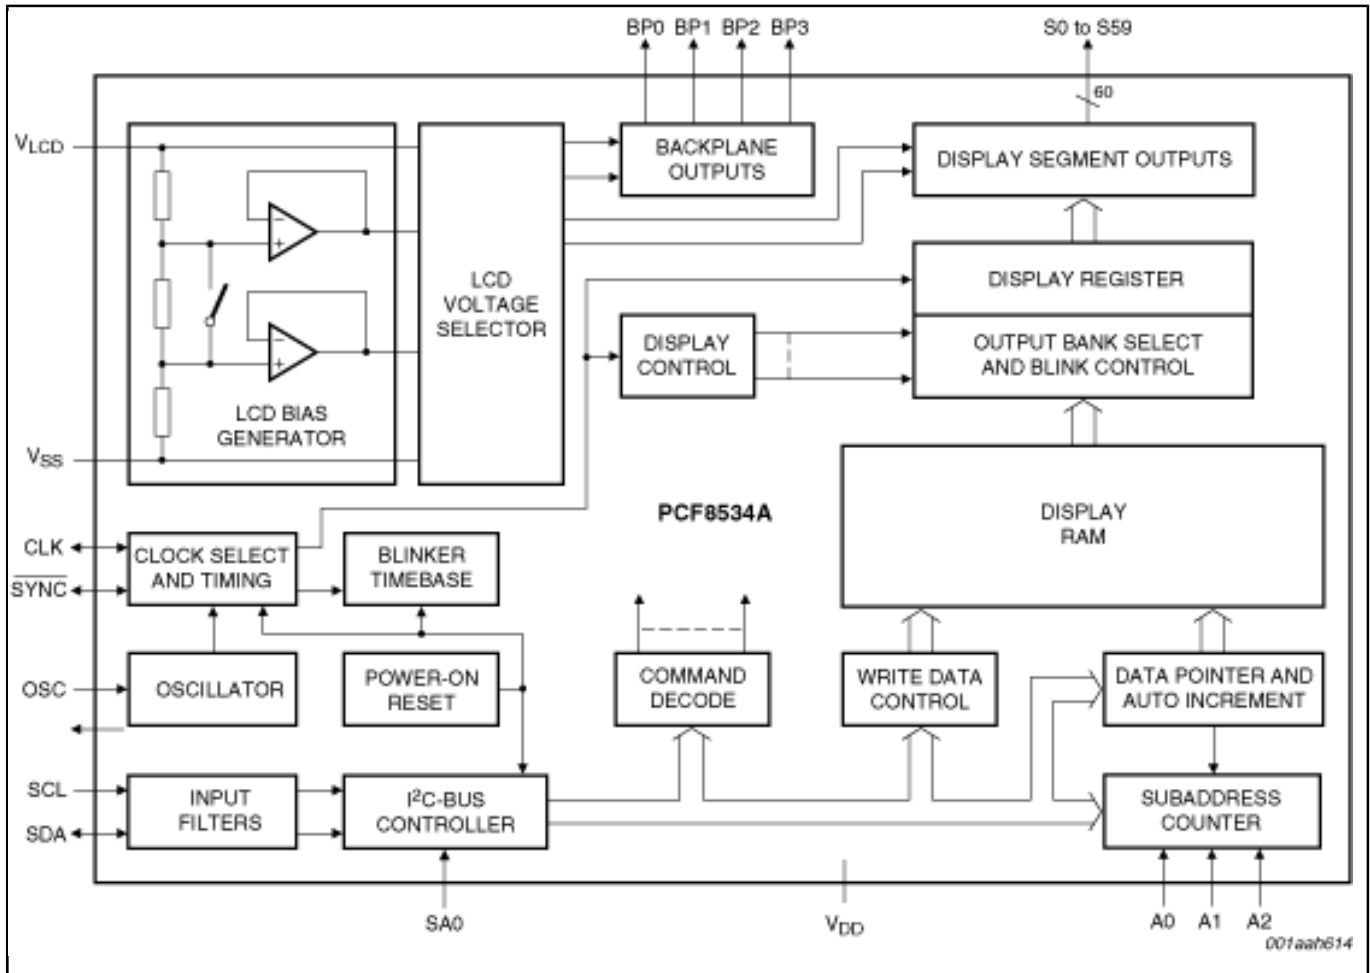 BP0 BP1 BP2 BP3
S0 to S59
60
VLCD
BACKPLANE
OUTPUTS
DISPLAY SEGMENT OUTPUTS
LCD
VOLTAGE
SELECTOR
DISPLAY REGISTER
DISPLAY
CONTROL
OUTPUT BANK SELECT
AND BLINK CONTROL
LCD BIAS
GENERATOR
VSS
PCF8534A
DISPLAY
RAM
CLK
SYNC
CLOCK SELECT
AND TIMING
BLINKER
TIMEBASE
OSC
OSCILLATOR
POWER-ON
RESET
COMMAND
DECODE
WRITE DATA
CONTROL
DATA POINTER AND
AUTO INCREMENT
SCL
SDA
INPUT
FILTERS
I²C-BUS
CONTROLLER
SUBADDRESS
COUNTER
SA0
VDD
A0 A1 A2
001aah614